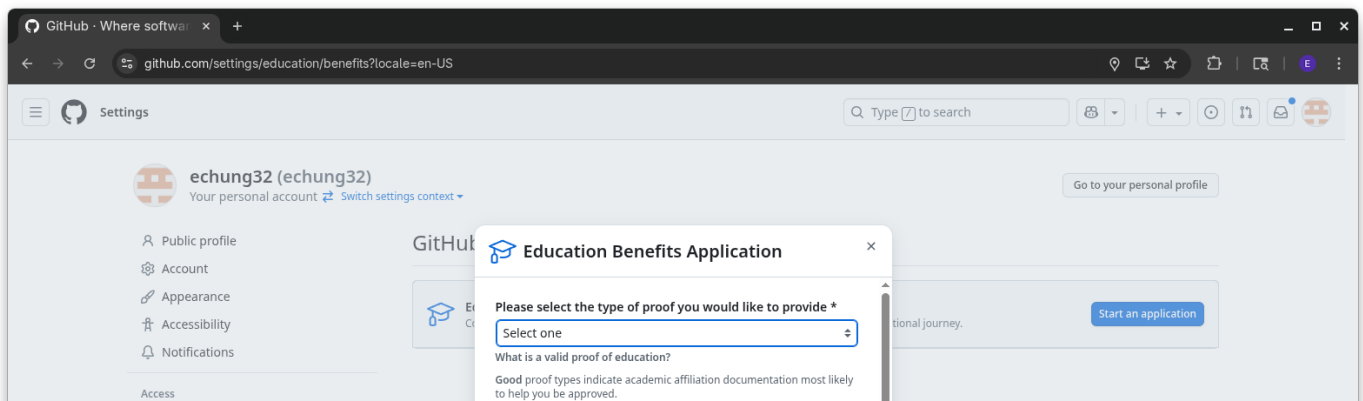 GitHub · Where softwar
github.com/settings/education/benefits?locale=en-US
E
Settings
Type / to search
echung32 (echung32)
Your personal account Switch settings context
Go to your personal profile
Public profile
Account
Appearance
Accessibility
Notifications
Access
GitHub
Education Benefits Application
Please select the type of proof you would like to provide *
Select one
What is a valid proof of education?
Good proof types indicate academic affiliation documentation most likely
to help you be approved.
tional journey.
Start an application